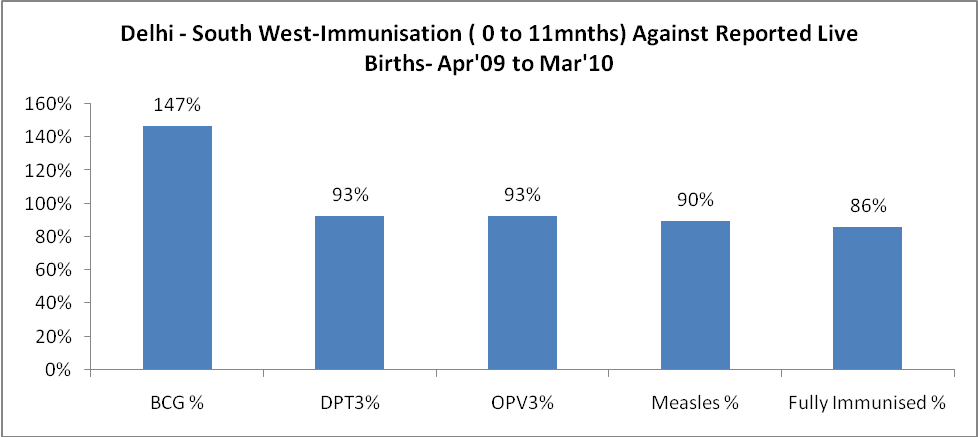 Delhi - South West-Immunisation ( 0 to 11mnths) Against Reported Live
Births- Apr'09 to Mar'10
160%
140%
120%
100%
80%
60%
40%
20%
0%
147%
93%
93%
90%
86%
BCG %
DPT3%
OPV3%
Measles %
Fully Immunised %